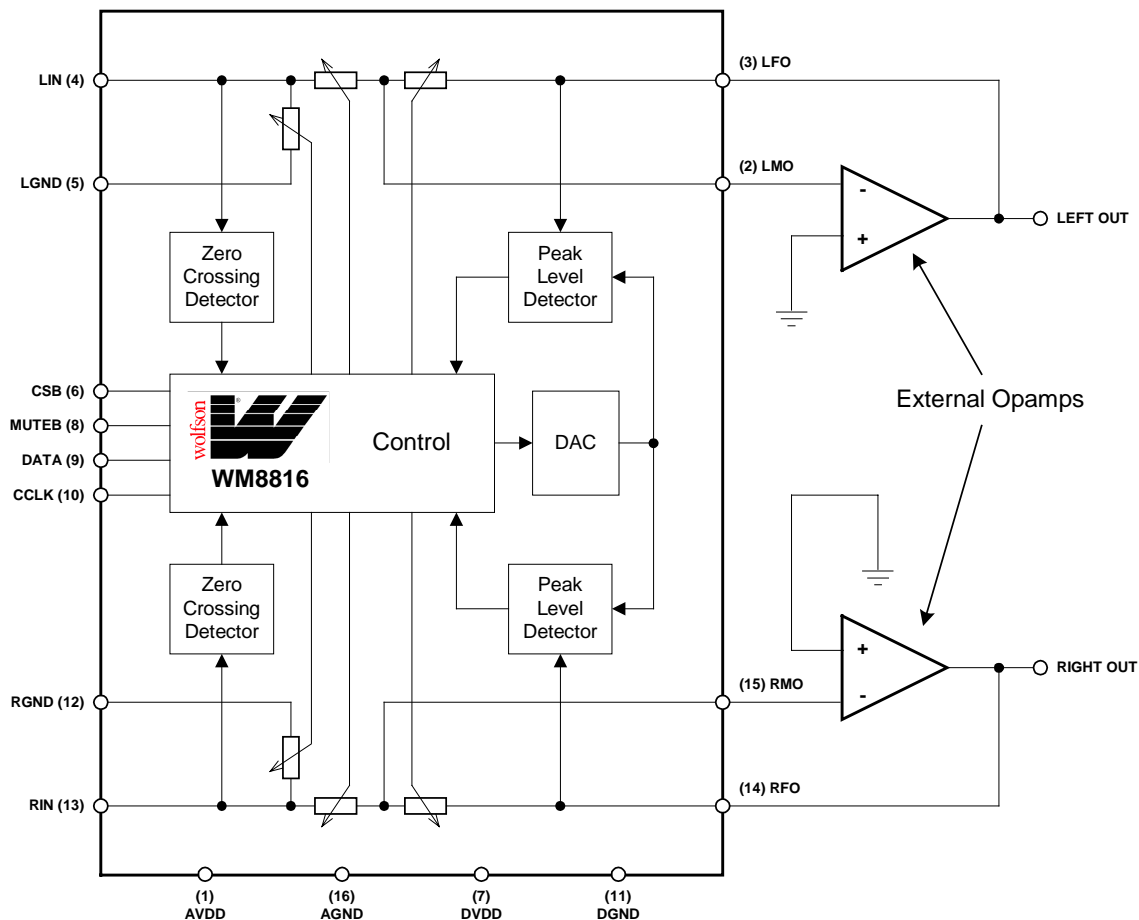 LIN (4)
(3) LFO
LGND (5)
(2) LMO
-
+
LEFT OUT
Zero
Crossing
Detector
Peak
Level
Detector
CSB (6)
MUTEB (8)
DATA (9)
CCLK (10)
wolfson
®
WM8816
Control
DAC
External Opamps
Zero
Crossing
Detector
Peak
Level
Detector
+
-
RIGHT OUT
RGND (12)
(15) RMO
RIN (13)
(14) RFO
(1)
AVDD
(16)
AGND
(7)
DVDD
(11)
DGND